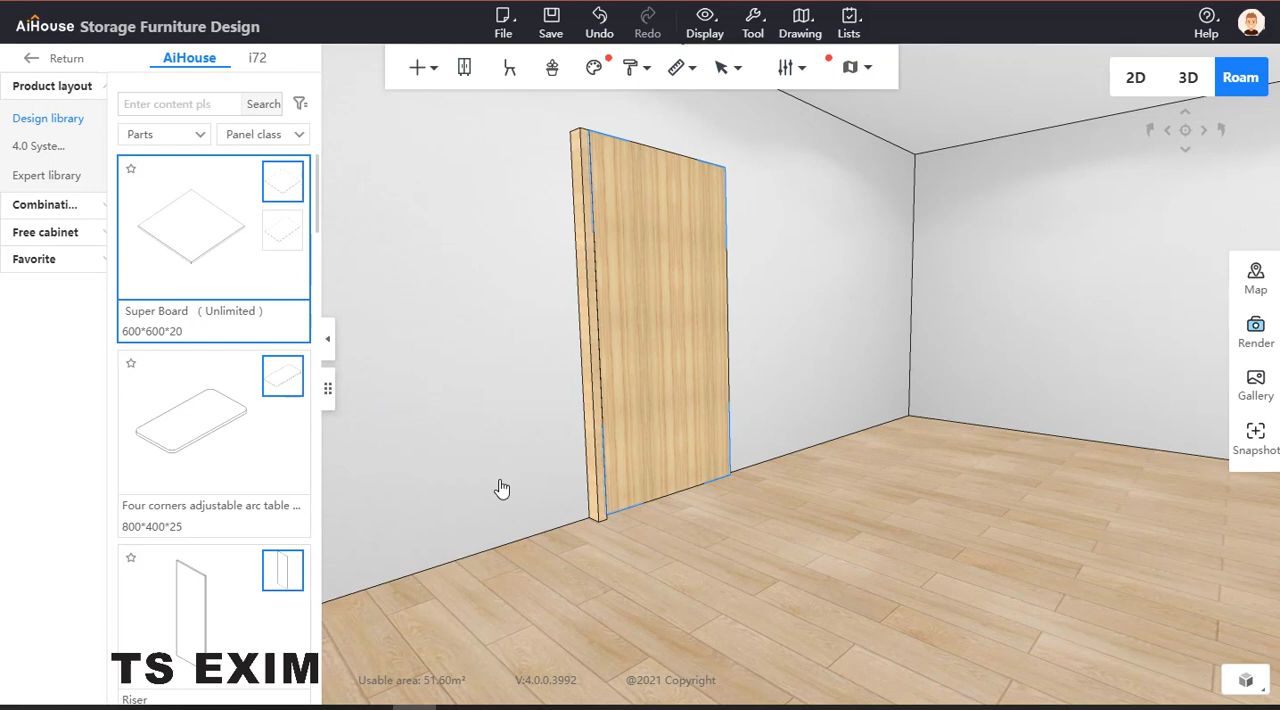 AiHouse Storage Furniture Design
File
Save
Undo
Redo
Display
Tool
Drawing
Lists
Help
Return
AiHouse
i72
Product layout
Enter content pls
Search
2D
3D
Roam
Design library
Parts
Panel class
4.0 Syste...
Expert library
Combinati...
Free cabinet
Favorite
Super Board ( Unlimited )
600*600*20
Map
Render
Gallery
Snapshot
Four corners adjustable arc table ...
800*400*25
TS EXIM
Riser
Usable area: 51.60m²
V:4.0.0.3992
@2021 Copyright